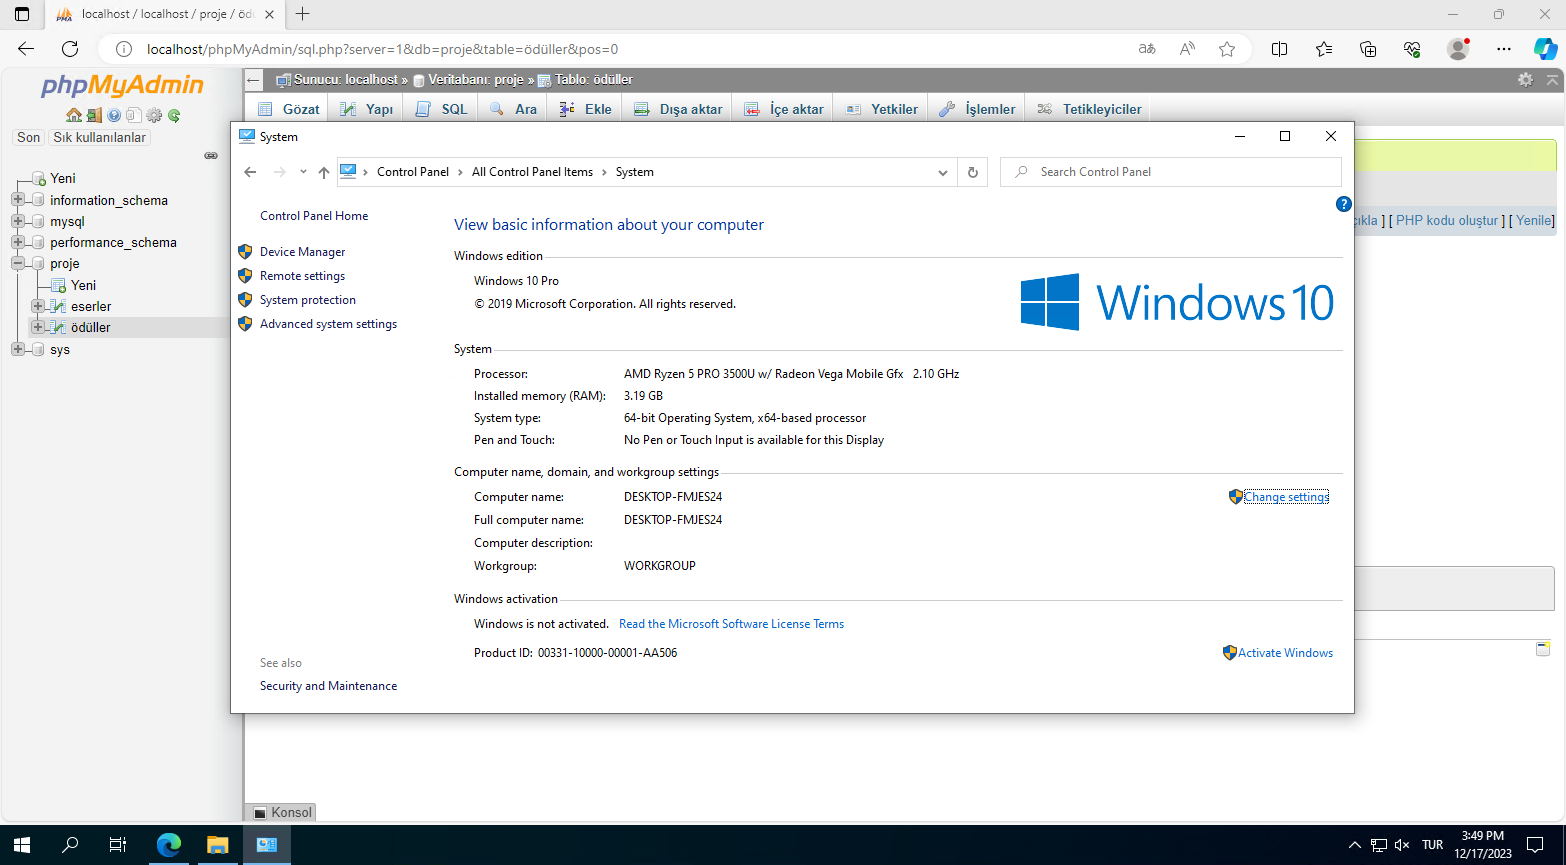 localhost / localhost / proje / ödü
localhost/phpMyAdmin/sql.php?server=1&db=proje&table=ödüller&pos=0
phpMyAdmin
Son Sık kullanılanlar
Yeni
information_schema
mysql
performance_schema
proje
Yeni
eserler
ödüller
sys
Sunucu: localhost » Veritabanı: proje » Tablo: ödüller
Gözat Yapı SQL Ara Ekle Dışa aktar İçe aktar Yetkiler İşlemler Tetikleyiciler
] [ PHP kodu oluştur ] [ Yenile]
System
Control Panel > All Control Panel Items > System
Search Control Panel
Control Panel Home
Device Manager
Remote settings
System protection
Advanced system settings
See also
Security and Maintenance
View basic information about your computer
Windows edition
Windows 10 Pro
© 2019 Microsoft Corporation. All rights reserved.
Windows 10
System
Processor: AMD Ryzen 5 PRO 3500U w/ Radeon Vega Mobile Gfx 2.10 GHz
Installed memory (RAM): 3.19 GB
System type: 64-bit Operating System, x64-based processor
Pen and Touch: No Pen or Touch Input is available for this Display
Computer name, domain, and workgroup settings
Computer name: DESKTOP-FMJES24 Change settings
Full computer name: DESKTOP-FMJES24
Computer description:
Workgroup: WORKGROUP
Windows activation
Windows is not activated. Read the Microsoft Software License Terms
Product ID: 00331-10000-00001-AA506 Activate Windows
Konsol
TUR
3:49 PM
12/17/2023